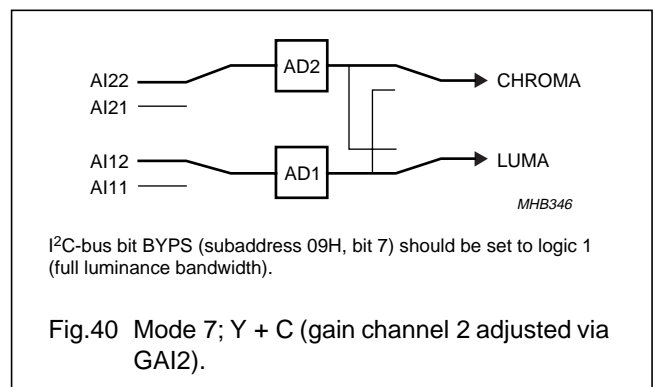 AI22
AI21
AD2
CHROMA
AI12
AI11
AD1
LUMA
MHB346
I²C-bus bit BYPS (subaddress 09H, bit 7) should be set to logic 1
(full luminance bandwidth).
Fig.40 Mode 7; Y + C (gain channel 2 adjusted via
GAI2).